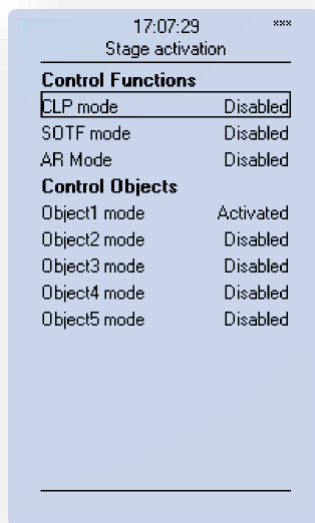 17:07:29 ***
Stage activation
Control Functions
CLP mode Disabled
SOTF mode Disabled
AR Mode Disabled
Control Objects
Object1 mode Activated
Object2 mode Disabled
Object3 mode Disabled
Object4 mode Disabled
Object5 mode Disabled